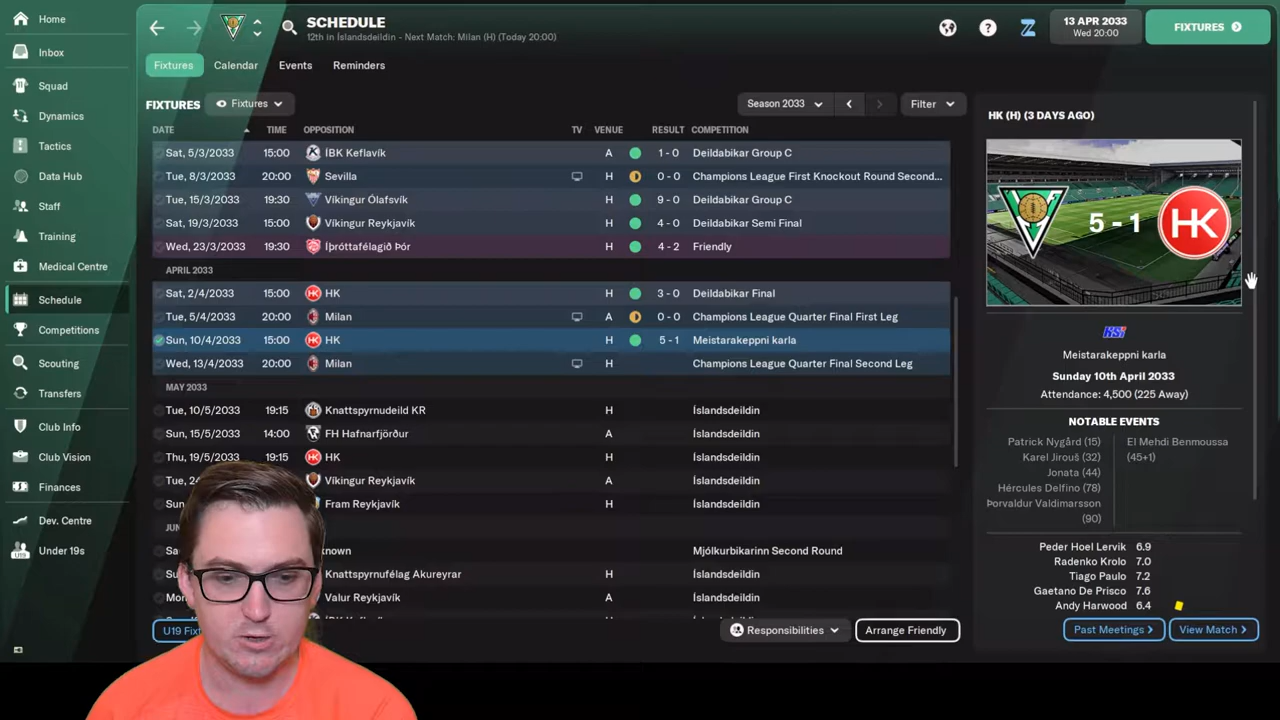 Home
Inbox
Squad
Dynamics
Tactics
Data Hub
Staff
Training
Medical Centre
Schedule
Competitions
Scouting
Transfers
Club Info
Club Vision
Finances
Dev. Centre
Under 19s
SCHEDULE
12th in Íslandsdeildin - Next Match: Milan (H) (Today 20:00)
13 APR 2033
Wed 20:00
FIXTURES
Fixtures Calendar Events Reminders
FIXTURES Fixtures Season 2033 Filter
DATE TIME OPPOSITION TV VENUE RESULT COMPETITION
Sat, 5/3/2033 15:00 ÍBK Keflavík A 1 - 0 Deildabikar Group C
Tue, 8/3/2033 20:00 Sevilla H 0 - 0 Champions League First Knockout Round Second...
Tue, 15/3/2033 19:30 Víkingur Ólafsvík H 9 - 0 Deildabikar Group C
Sat, 19/3/2033 15:00 Víkingur Reykjavík H 4 - 0 Deildabikar Semi Final
Wed, 23/3/2033 19:30 Íþróttafélagið Þór H 4 - 2 Friendly
APRIL 2033
Sat, 2/4/2033 15:00 HK H 3 - 0 Deildabikar Final
Tue, 5/4/2033 20:00 Milan A 0 - 0 Champions League Quarter Final First Leg
Sun, 10/4/2033 15:00 HK H 5 - 1 Meistarakeppni karla
Wed, 13/4/2033 20:00 Milan H Champions League Quarter Final Second Leg
MAY 2033
Tue, 10/5/2033 19:15 Knattspyrnudeild KR H Íslandsdeildin
Sun, 15/5/2033 14:00 FH Hafnarfjörður A Íslandsdeildin
Thu, 19/5/2033 19:15 HK H Íslandsdeildin
Tue, Víkingur Reykjavík A Íslandsdeildin
Sun, Fram Reykjavík H Íslandsdeildin
Mjólkurbikarinn Second Round
Knattspyrnufélag Akureyrar H Íslandsdeildin
Valur Reykjavík A Íslandsdeildin
Responsibilities Arrange Friendly
HK (H) (3 DAYS AGO)
5 - 1
HK
KSÍ
Meistarakeppni karla
Sunday 10th April 2033
Attendance: 4,500 (225 Away)
NOTABLE EVENTS
Patrick Nygård (15)
Karel Jirouš (32)
Jonata (44)
Hércules Delfino (78)
Þorvaldur Valdimarsson
(90)
El Mehdi Benmoussa
(45+1)
Peder Hoel Lervik 6.9
Radenko Krolo 7.0
Tiago Paulo 7.2
Gaetano De Prisco 7.6
Andy Harwood 6.4
Past Meetings View Match